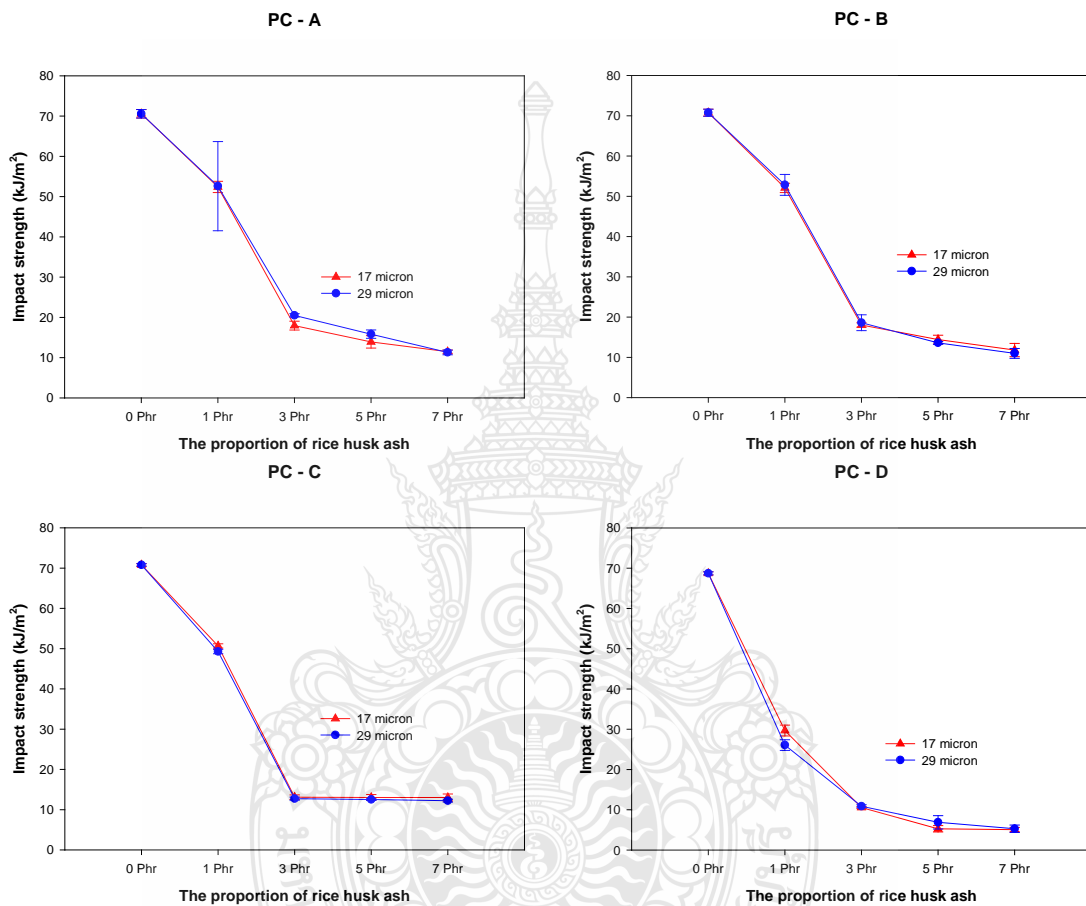 PC - A
Impact strength (kJ/m²)
80
70
60
50
40
30
20
10
0
17 micron
29 micron
0 Phr 1 Phr 3 Phr 5 Phr 7 Phr
The proportion of rice husk ash
PC - B
Impact strength (kJ/m²)
80
70
60
50
40
30
20
10
0
17 micron
29 micron
0 Phr 1 Phr 3 Phr 5 Phr 7 Phr
The proportion of rice husk ash
PC - C
Impact strength (kJ/m²)
80
70
60
50
40
30
20
10
0
17 micron
29 micron
0 Phr 1 Phr 3 Phr 5 Phr 7 Phr
The proportion of rice husk ash
PC - D
Impact strength (kJ/m²)
80
70
60
50
40
30
20
10
0
17 micron
29 micron
0 Phr 1 Phr 3 Phr 5 Phr 7 Phr
The proportion of rice husk ash